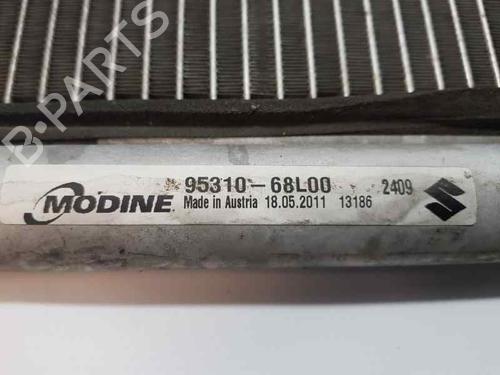 B-PARTS
MODINE
95310-68L00 2409
Made in Austria 18.05.2011 13186